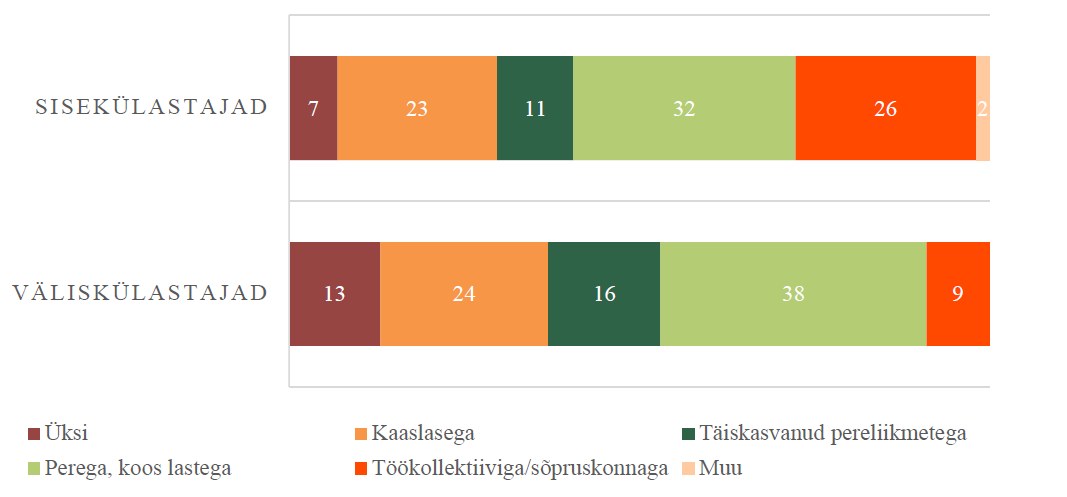 SISEKÜLASTAJAD 7 23 11 32 26 2
VÄLISKÜLASTAJAD 13 24 16 38 9
Üksi Kaaslasega Täiskasvanud pereliikmetega
Perega, koos lastega Töökollektiiviga/sõpruskonnaga Muu